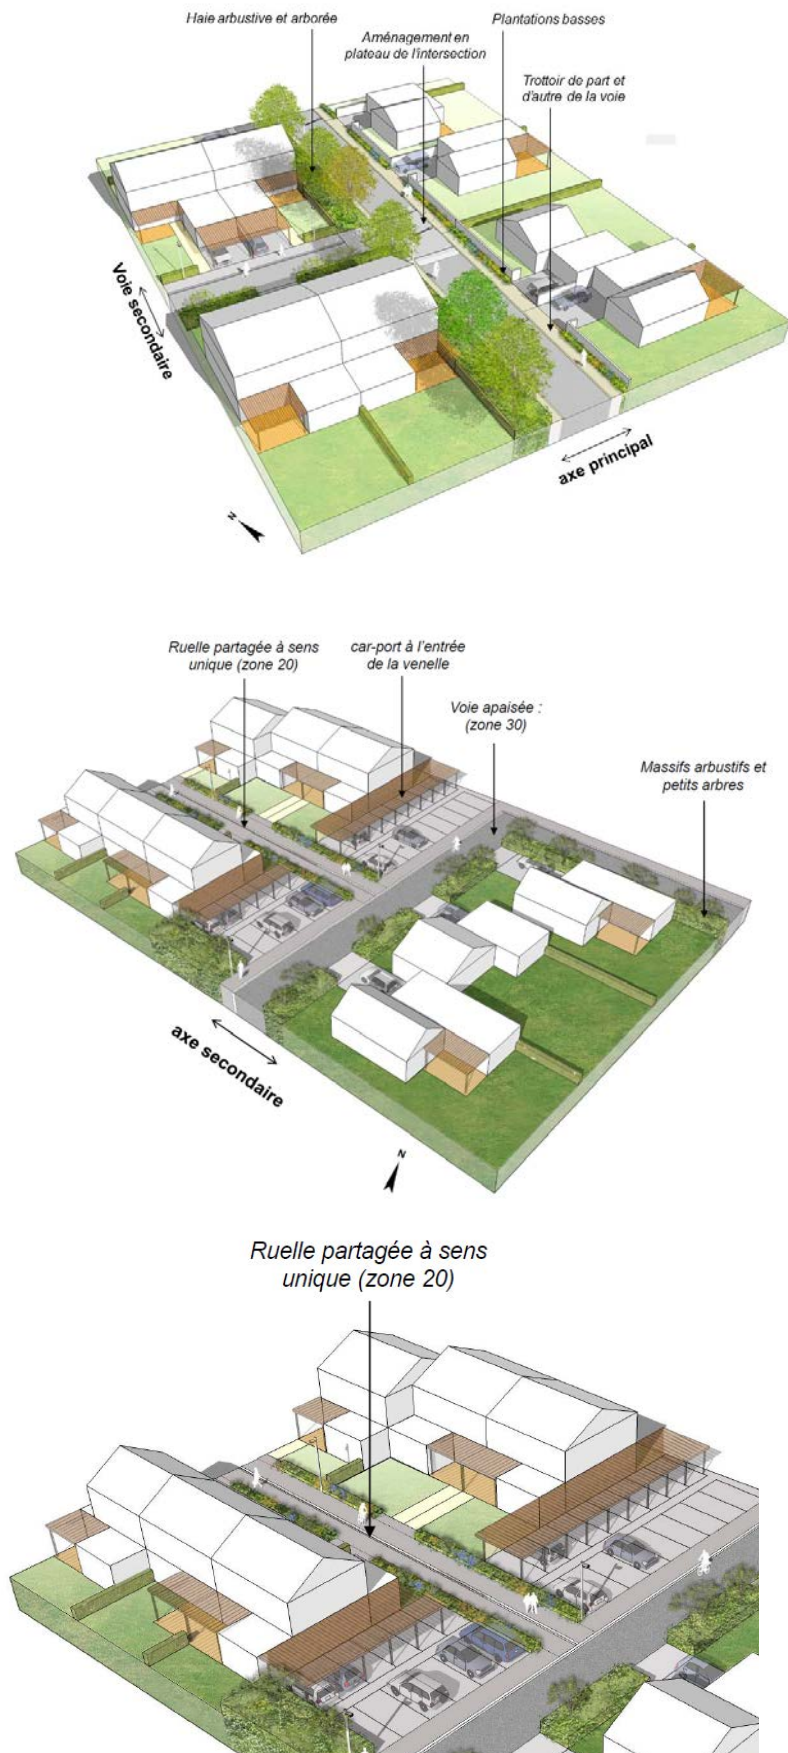 Haie arbustive et arborée
Plantations basses
Aménagement en
plateau de l'intersection
Trottoir de part et
d'autre de la voie
Voie secondaire
axe principal
N
Ruelle partagée à sens
unique (zone 20)
car-port à l'entrée
de la venelle
Voie apaisée :
(zone 30)
Massifs arbustifs et
petits arbres
axe secondaire
N
Ruelle partagée à sens
unique (zone 20)